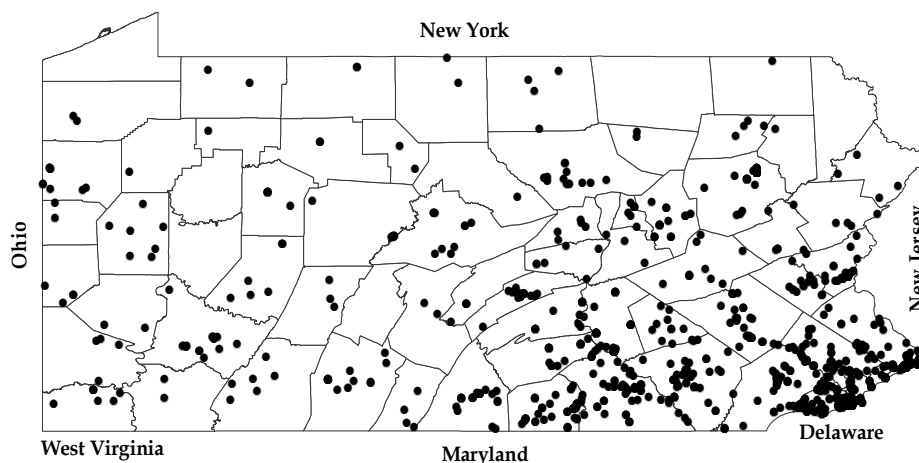 New York
Ohio
New Jersey
West Virginia
Maryland
Delaware